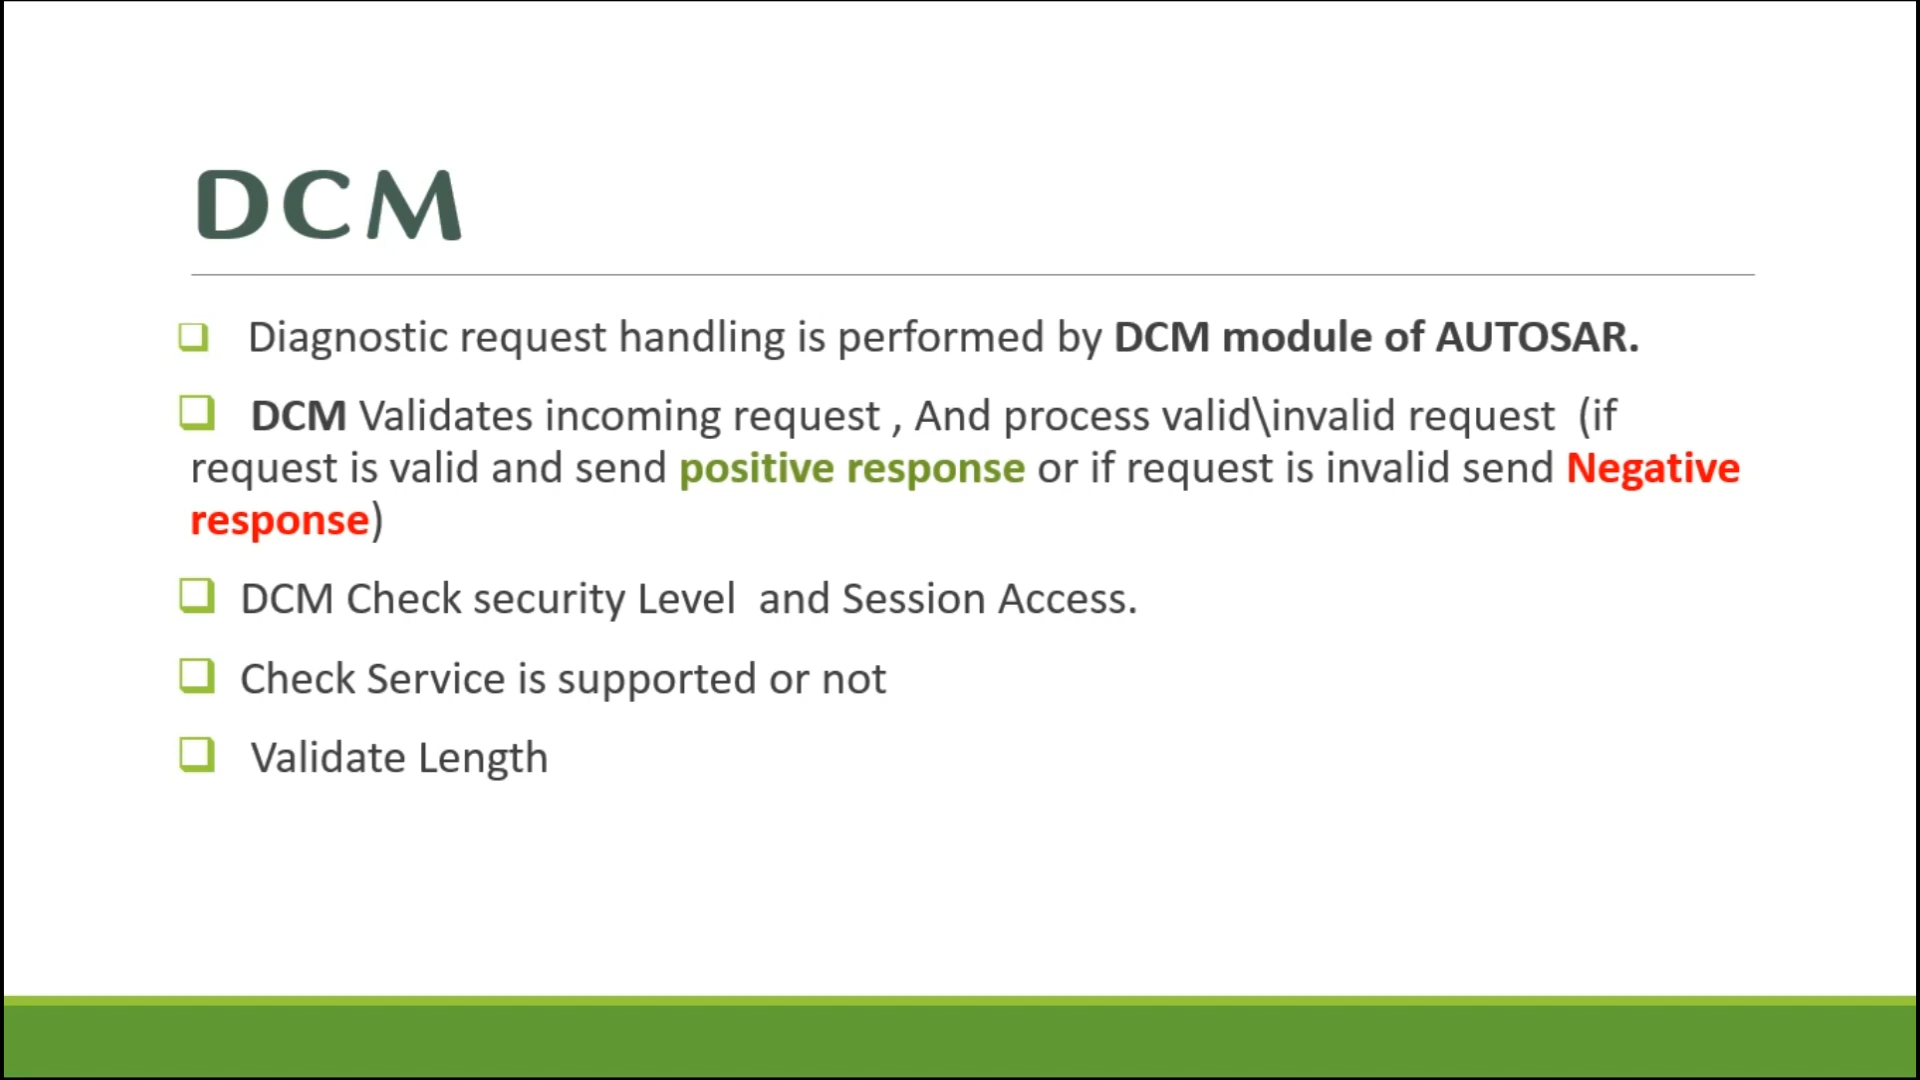 DCM
Diagnostic request handling is performed by DCM module of AUTOSAR.
DCM Validates incoming request , And process valid\invalid request (if
request is valid and send positive response or if request is invalid send Negative
response)
DCM Check security Level and Session Access.
Check Service is supported or not
Validate Length